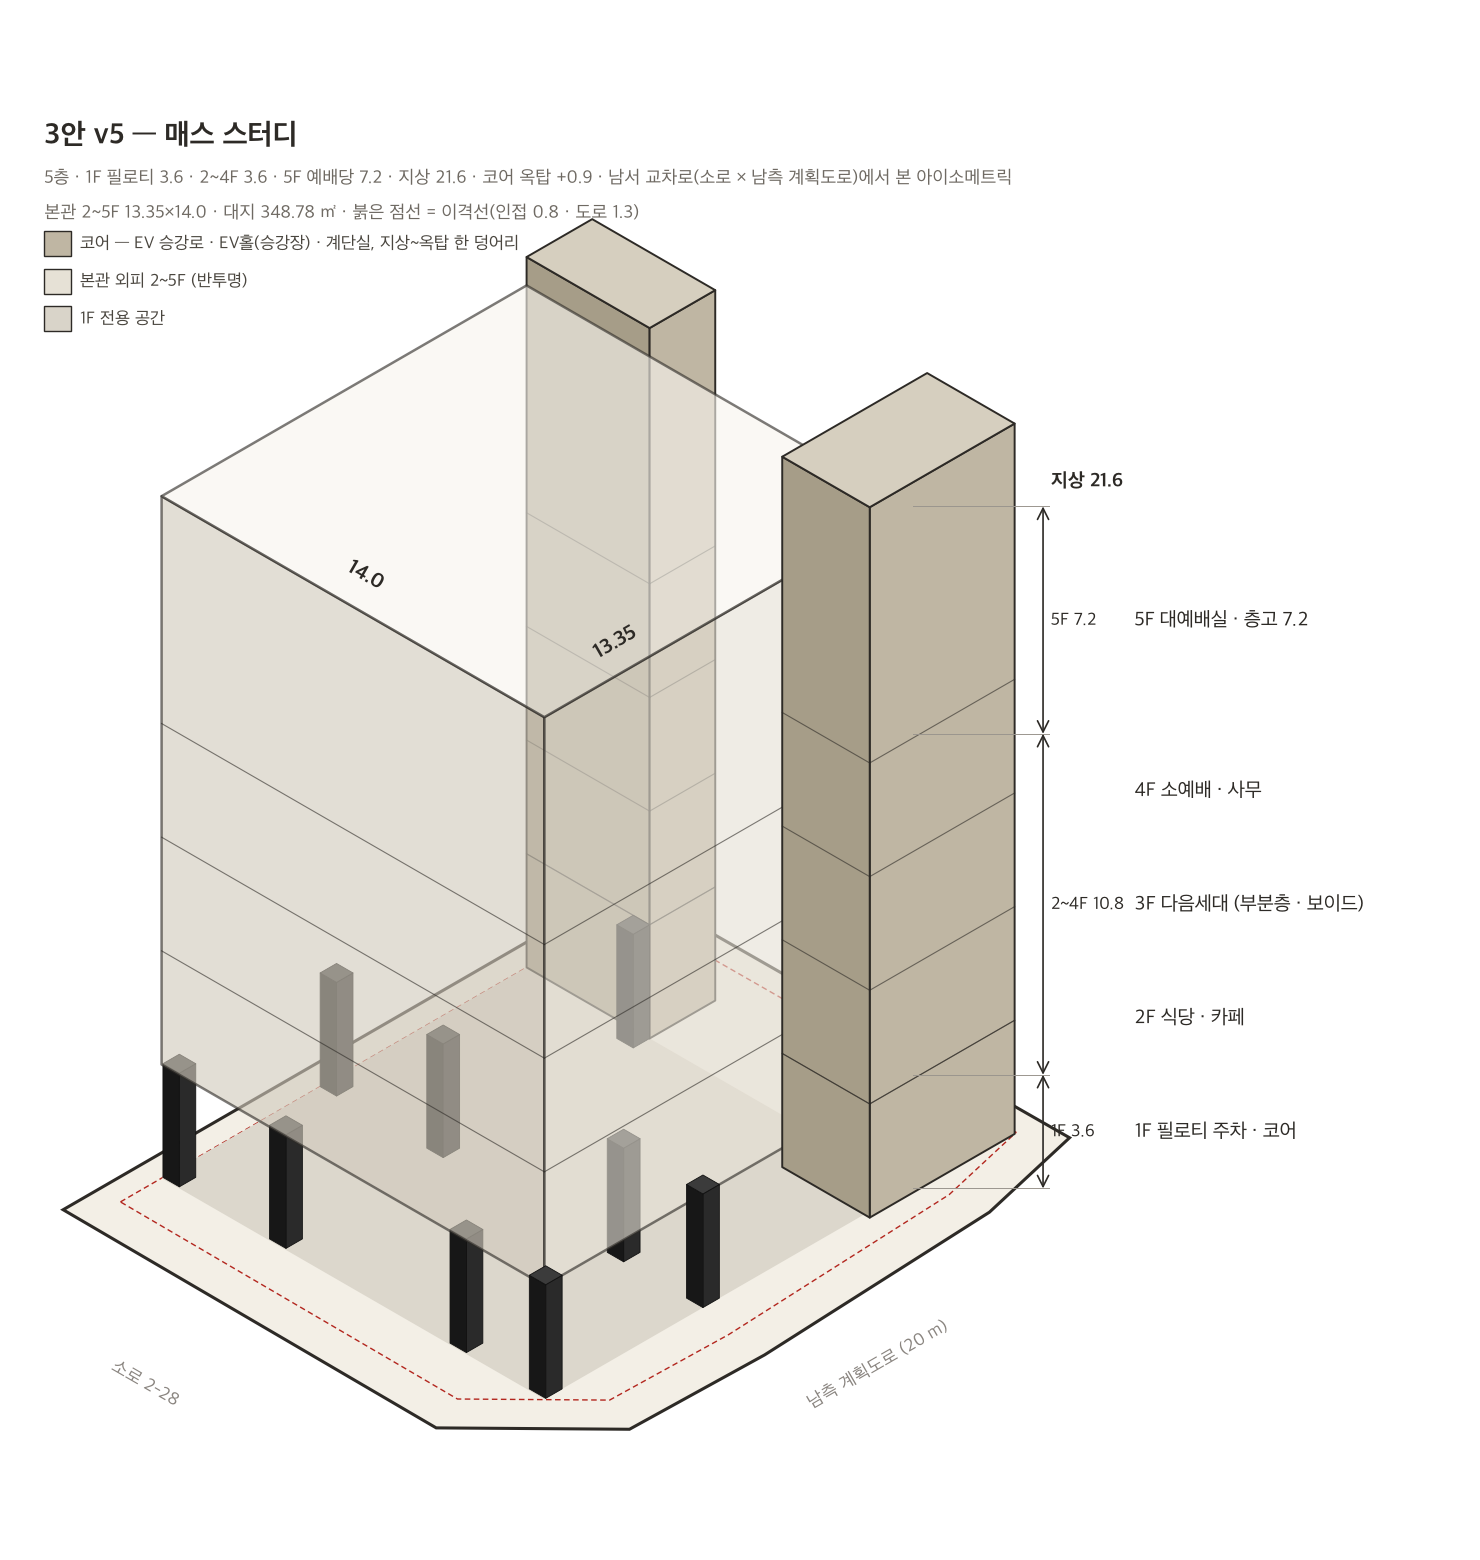 3안 v5 — 매스 스터디
5층 · 1F 필로티 3.6 · 2~4F 3.6 · 5F 예배당 7.2 · 지상 21.6 · 코어 옥탑 +0.9 · 남서 교차로(소로 × 남측 계획도로)에서 본 아이소메트릭
본관 2~5F 13.35×14.0 · 대지 348.78 ㎡ · 붉은 점선 = 이격선(인접 0.8 · 도로 1.3)
코어 — EV 승강로 · EV홀(승강장) · 계단실, 지상~옥탑 한 덩어리
본관 외피 2~5F (반투명)
1F 전용 공간
지상 21.6
14.0
13.35
5F 7.2
5F 대예배실 · 층고 7.2
4F 소예배 · 사무
2~4F 10.8
3F 다음세대 (부분층 · 보이드)
2F 식당 · 카페
1F 3.6
1F 필로티 주차 · 코어
소로 2-28
남측 계획도로 (20 m)